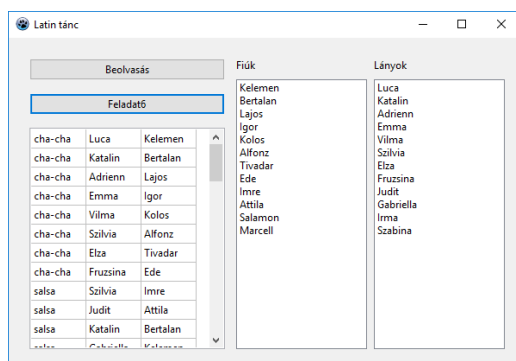 Latin tánc
Beolvasás
Feladat6
cha-cha Luca Kelemen
cha-cha Katalin Bertalan
cha-cha Adrienn Lajos
cha-cha Emma Igor
cha-cha Vilma Kolos
cha-cha Szilvia Alfonz
cha-cha Elza Tivadar
cha-cha Fruzsina Ede
salsa Szilvia Imre
salsa Judit Attila
salsa Katalin Bertalan
salsa Gabriella Kelemen
Fiúk
Kelemen
Bertalan
Lajos
Igor
Kolos
Alfonz
Tivadar
Ede
Imre
Attila
Salamon
Marcell
Lányok
Luca
Katalin
Adrienn
Emma
Vilma
Szilvia
Elza
Fruzsina
Judit
Gabriella
Irma
Szabina